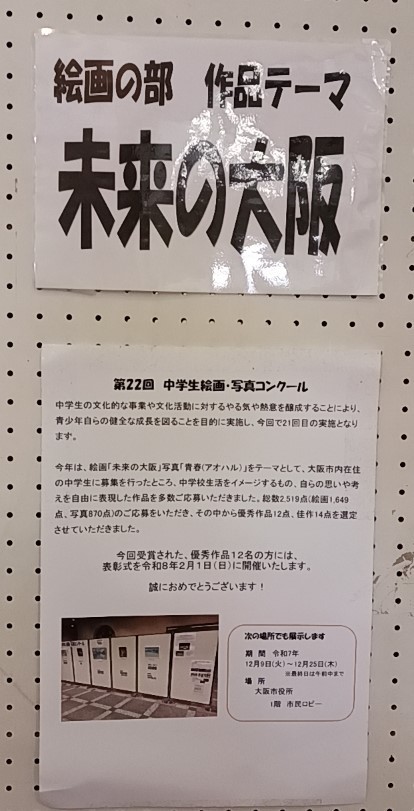 絵画の部 作品テーマ
未来の大阪
第22回 中学生絵画・写真コンクール
中学生の文化的な事業や文化活動に対するやる気や熱意を醸成することにより、
青少年自らの健全な成長を図ることを目的に実施し、今回で21回目の実施となり
ます。
今年は、絵画「未来の大阪」写真「青春(アオハル)」をテーマとして、大阪市内在住
の中学生に募集を行ったところ、中学校生活をイメージするもの、自らの思いや考
えを自由に表現した作品を多数ご応募いただきました。総数2,519点(絵画1,649
点、写真870点)のご応募をいただき、その中から優秀作品12点、佳作14点を選定
させていただきました。
今回受賞された、優秀作品12名の方には、
表彰式を令和8年2月1日(日)に開催いたします。
誠におめでとうございます！
次の場所でも展示します
期 間 令和7年
12月9日(火)～12月25日(木)
※最終日は午前中まで
場 所
大阪市役所
1階 市民ロビー